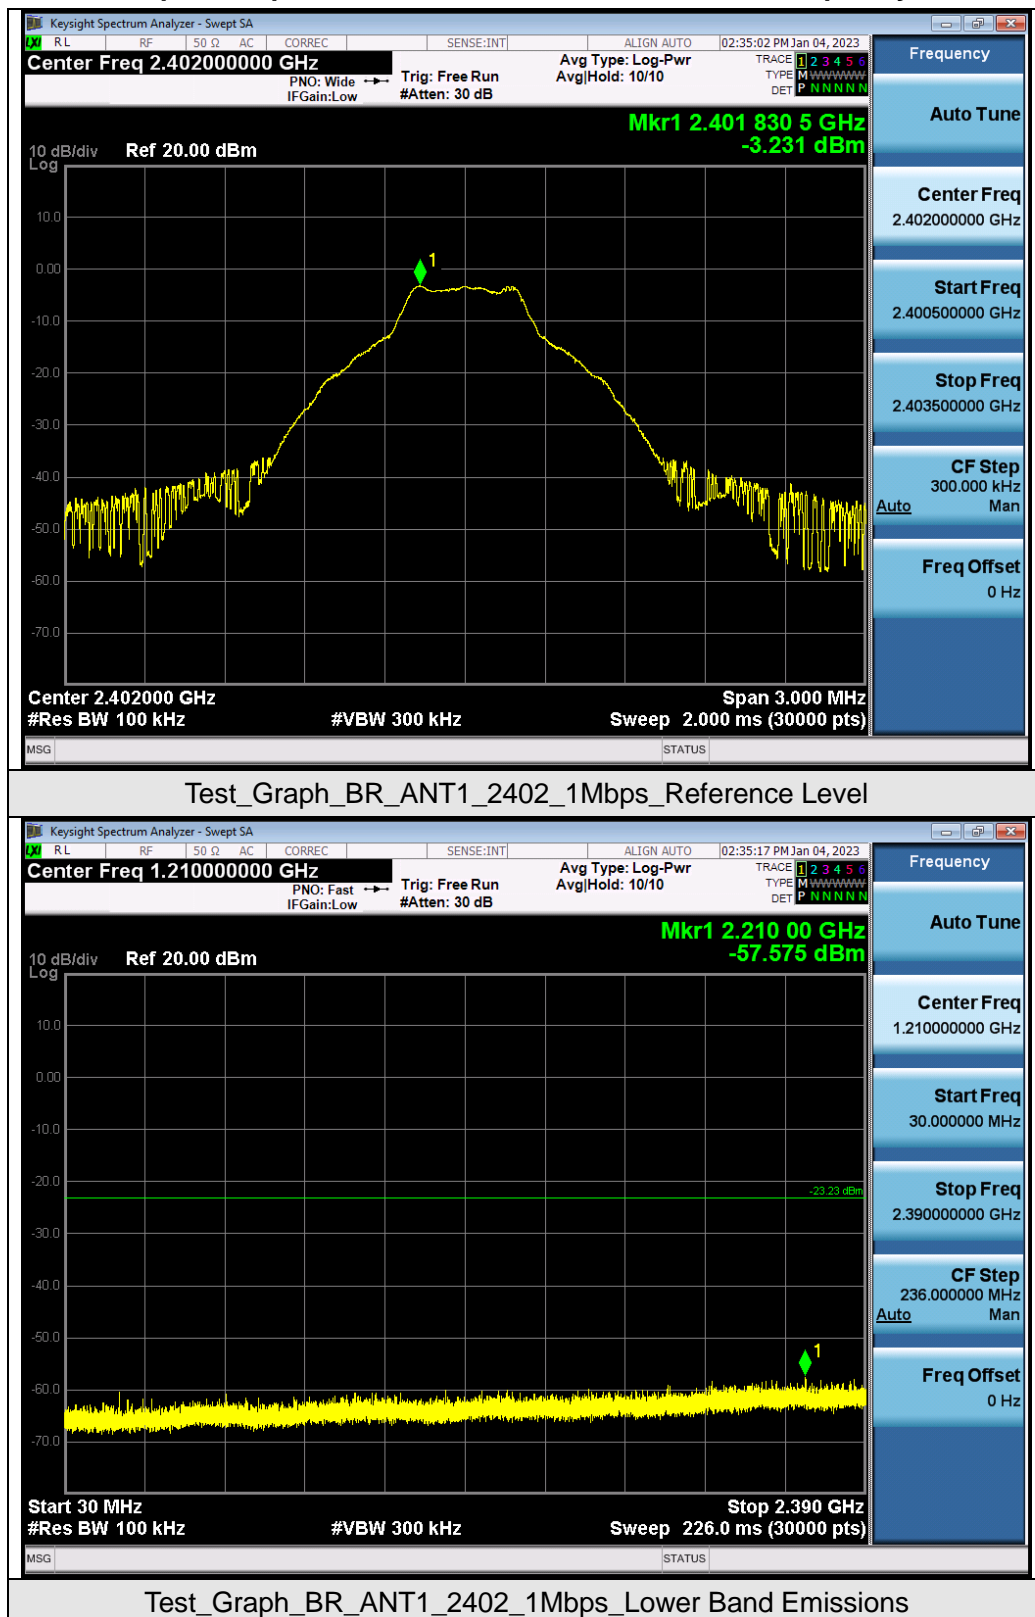 Keysight Spectrum Analyzer - Swept SA
LXI RL RF 50 Ω AC CORREC SENSE:INT ALIGN AUTO 02:35:02 PM Jan 04, 2023
Center Freq 2.402000000 GHz
PNO: Wide
IFGain:Low
Trig: Free Run
#Atten: 30 dB
Avg Type: Log-Pwr
Avg|Hold: 10/10
TRACE 1 2 3 4 5 6
TYPE M W W W W W
DET P N N N N N
Mkr1 2.401 830 5 GHz
-3.231 dBm
10 dB/div Ref 20.00 dBm
Log
10.0
0.00
-10.0
-20.0
-30.0
-40.0
-50.0
-60.0
-70.0
1
Center 2.402000 GHz Span 3.000 MHz
#Res BW 100 kHz #VBW 300 kHz Sweep 2.000 ms (30000 pts)
MSG STATUS
Frequency
Auto Tune
Center Freq
2.402000000 GHz
Start Freq
2.400500000 GHz
Stop Freq
2.403500000 GHz
CF Step
300.000 kHz
Auto Man
Freq Offset
0 Hz
Test_Graph_BR_ANT1_2402_1Mbps_Reference Level
Keysight Spectrum Analyzer - Swept SA
LXI RL RF 50 Ω AC CORREC SENSE:INT ALIGN AUTO 02:35:17 PM Jan 04, 2023
Center Freq 1.210000000 GHz
PNO: Fast
IFGain:Low
Trig: Free Run
#Atten: 30 dB
Avg Type: Log-Pwr
Avg|Hold: 10/10
TRACE 1 2 3 4 5 6
TYPE M W W W W W
DET P N N N N N
Mkr1 2.210 00 GHz
-57.575 dBm
10 dB/div Ref 20.00 dBm
Log
10.0
0.00
-10.0
-20.0
-30.0
-40.0
-50.0
-60.0
-70.0
-23.23 dBm
1
Start 30 MHz Stop 2.390 GHz
#Res BW 100 kHz #VBW 300 kHz Sweep 226.0 ms (30000 pts)
MSG STATUS
Frequency
Auto Tune
Center Freq
1.210000000 GHz
Start Freq
30.000000 MHz
Stop Freq
2.390000000 GHz
CF Step
236.000000 MHz
Auto Man
Freq Offset
0 Hz
Test_Graph_BR_ANT1_2402_1Mbps_Lower Band Emissions